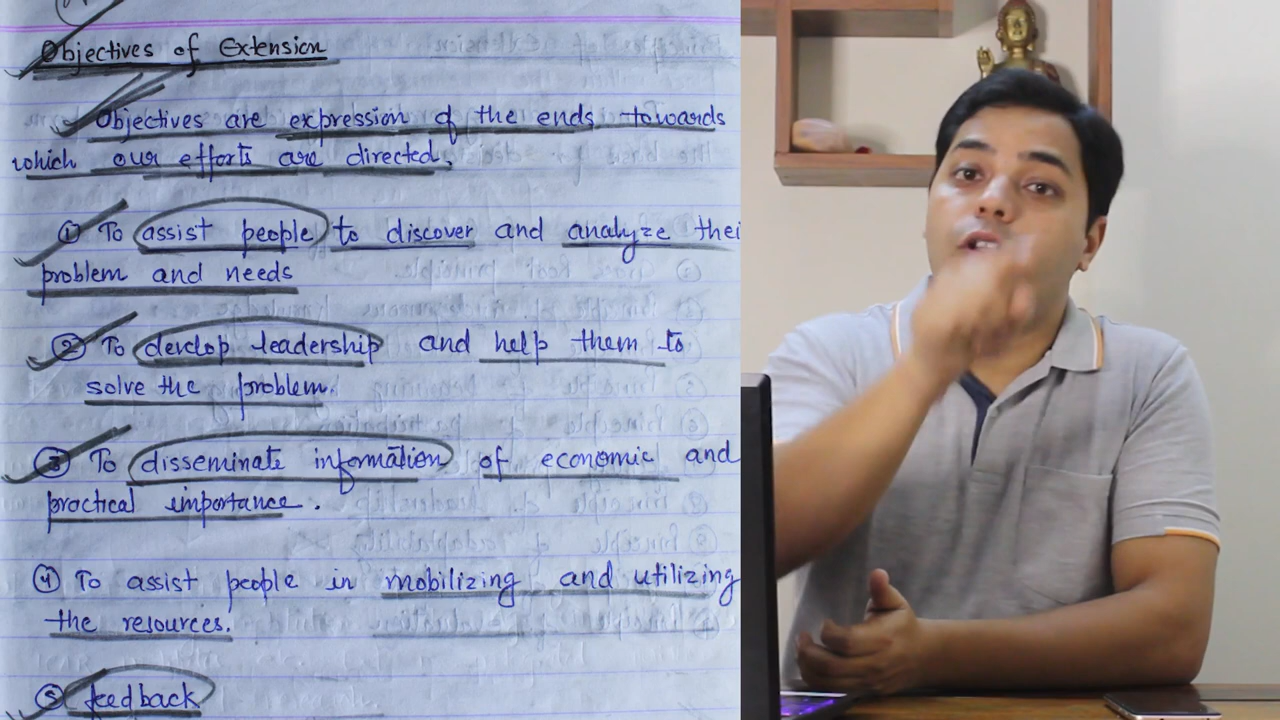 Objectives of Extension
Objectives are expression of the ends towards
which our efforts are directed.
① To assist people to discover and analyze thei
problem and needs
② To develop leadership and help them to
solve the problem.
③ To disseminate information of economic and
practical importance.
④ To assist people in mobilizing and utilizing
the resources.
⑤ feedback